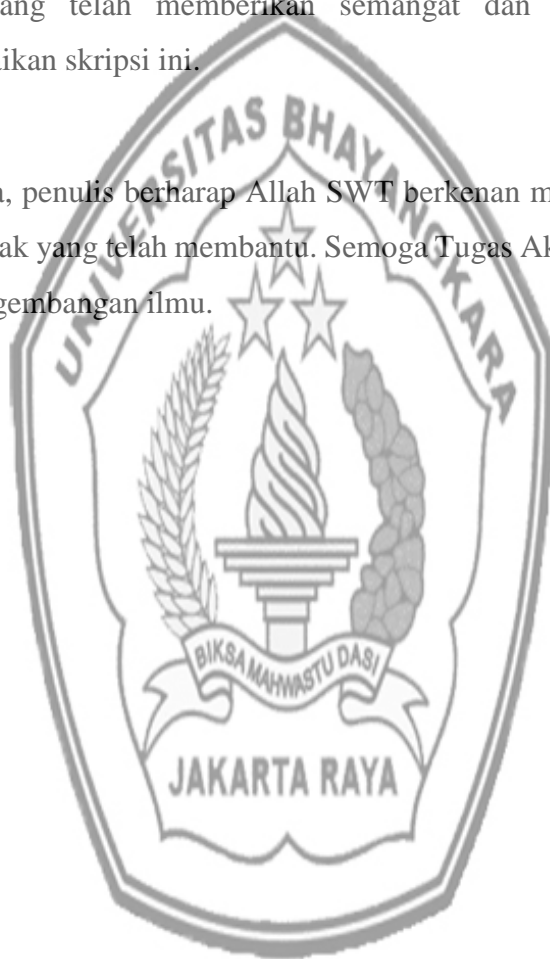 ang telah memberikan semangat dan
ikan skripsi ini.
, penulis berharap Allah SWT berkenan m
ak yang telah membantu. Semoga Tugas Ak
gembangan ilmu.
UNIVERSITAS BHAYANGKARA
BIKSA MAHWASTU DASI
JAKARTA RAYA